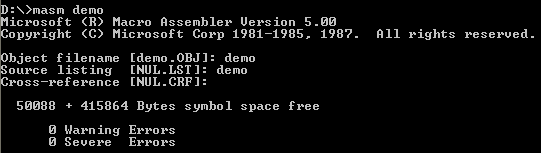 D:\>masm demo
Microsoft (R) Macro Assembler Version 5.00
Copyright (C) Microsoft Corp 1981-1985, 1987.  All rights reserved.
Object filename [demo.OBJ]: demo
Source listing  [NUL.LST]: demo
Cross-reference [NUL.CRF]:
50088 + 415864 Bytes symbol space free
0 Warning Errors
0 Severe  Errors